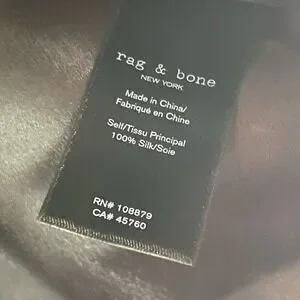 rag & bone
NEW YORK
Made in China/
Fabriqué en Chine
Self/Tissu Principal
100% Silk/Soie
RN# 108879
CA# 45760